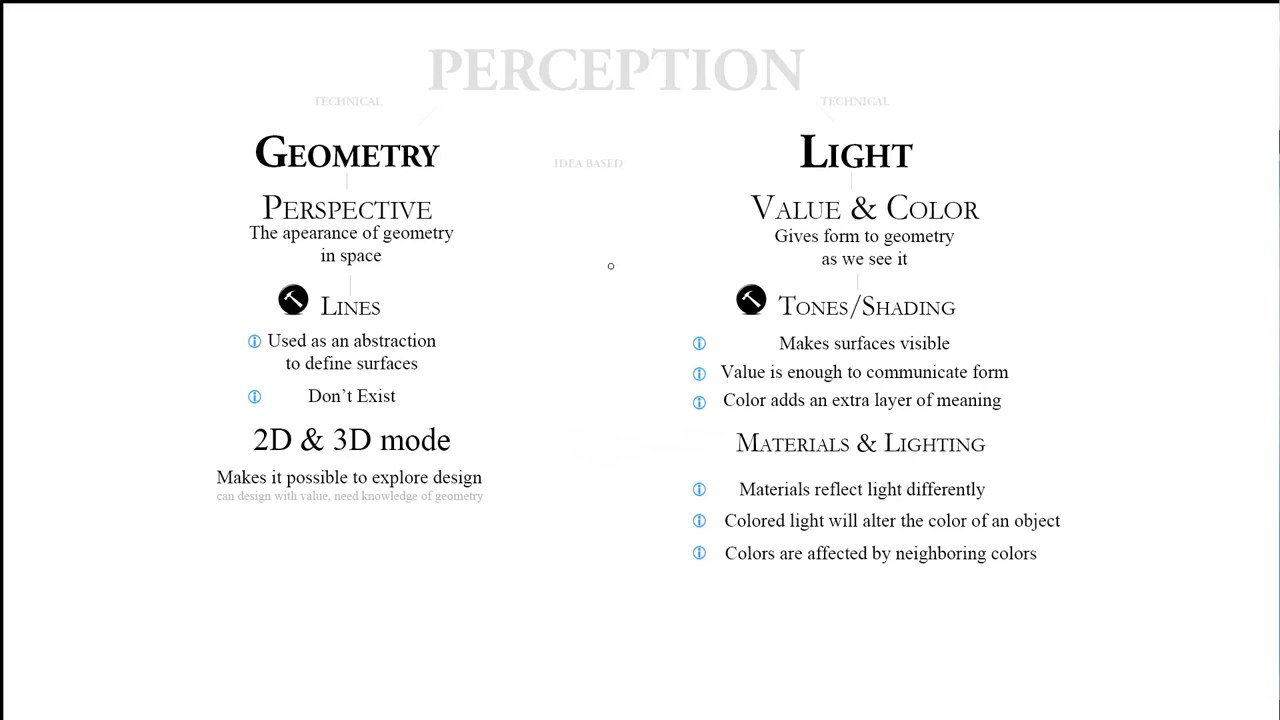 PERCEPTION
TECHNICAL
TECHNICAL
GEOMETRY
IDEA BASED
LIGHT
PERSPECTIVE
The apearance of geometry
in space
LINES
Used as an abstraction
to define surfaces
Don't Exist
2D & 3D mode
Makes it possible to explore design
can design with value, need knowledge of geometry
VALUE & COLOR
Gives form to geometry
as we see it
TONES/SHADING
Makes surfaces visible
Value is enough to communicate form
Color adds an extra layer of meaning
MATERIALS & LIGHTING
Materials reflect light differently
Colored light will alter the color of an object
Colors are affected by neighboring colors